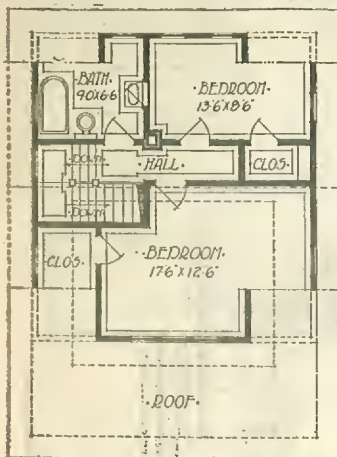 ·BATH·
9'0"X6'6"
·BEDROOM·
13'6"X8'6"
·DOWN·
·HALL·
CLOS·
·DOWN·
·CLOS·
·BEDROOM·
17'6"X12'6"
·ROOF·